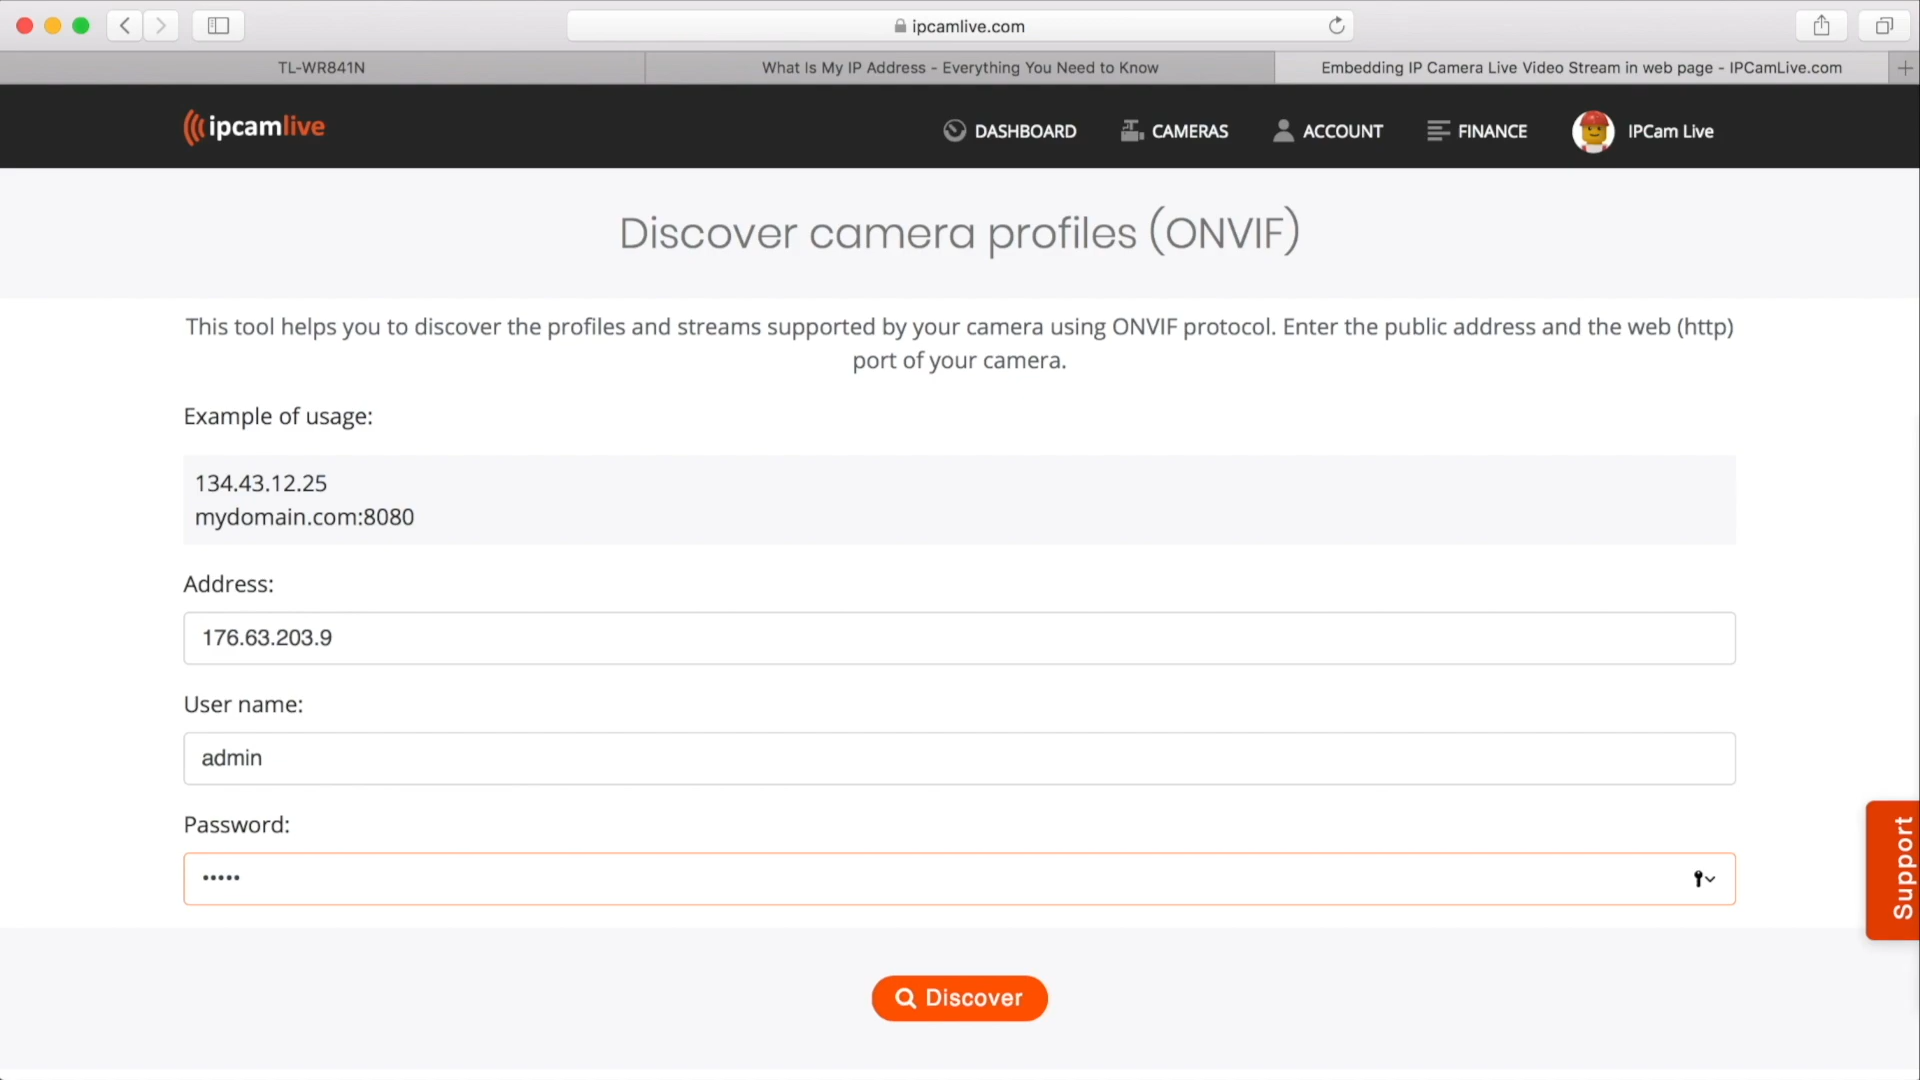 ipcamlive.com
TL-WR841N
What Is My IP Address - Everything You Need to Know
Embedding IP Camera Live Video Stream in web page - IPCamLive.com
ipcamlive
DASHBOARD
CAMERAS
ACCOUNT
FINANCE
IPCam Live
Discover camera profiles (ONVIF)
This tool helps you to discover the profiles and streams supported by your camera using ONVIF protocol. Enter the public address and the web (http)
port of your camera.
Example of usage:
134.43.12.25
mydomain.com:8080
Address:
176.63.203.9
User name:
admin
Password:
•••••
Support
Discover